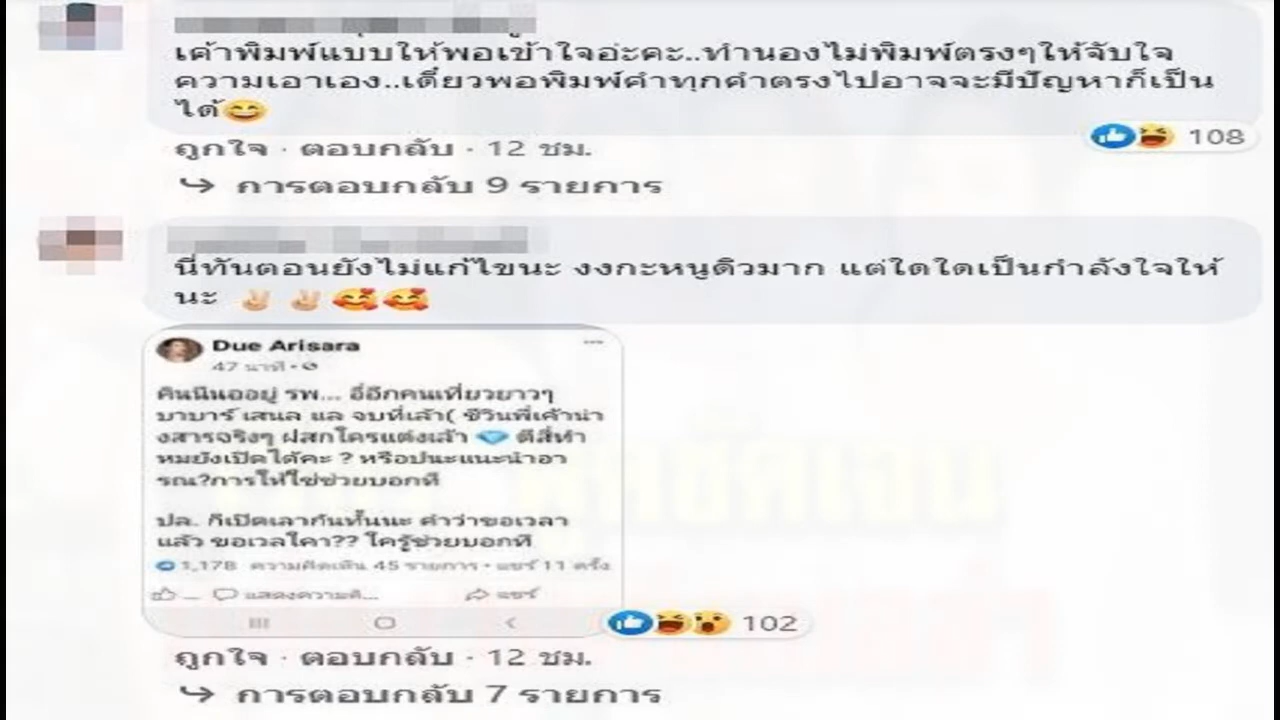 เค้าพิมพ์แบบให้พอเข้าใจอ่ะคะ..ทำนองไม่พิมพ์ตรงๆให้จับใจ
ความเอาเอง..เดี๋ยวพอพิมพ์คำทุกคำตรงไปอาจจะมีปัญหาก็เป็น
ได้😄
108
ถูกใจ · ตอบกลับ · 12 ชม.
การตอบกลับ 9 รายการ
นี่ทันตอนยังไม่แก้ไขนะ งงกะหนูดิวมาก แต่ใดใดเป็นกำลังใจให้
นะ ✌🏻 ✌🏻 🥰🥰
Due Arisara
47 นาที
คินนินออยู่ รพ... อี่อีกคนเที่ยวยาวๆ
บาบาร์ เสนล แล จบที่เล้า( ชีวินพี่เค้าน่า
งสารจริงๆ ฝสกโครแต่งเล้า 💎 ตีสี่ทำ
หมยังเปิดได้คะ ? หรือปนะแนะนำอา
รณ?การให้ใช่ช่วยบอกที
ปล. ก็เปิดเลากันทั้นนะ คำว่าขอเวลา
แล้ว ขอเวลใคา?? ใครู้ช่วยบอกที
1,178 ความคิดเห็น 45 รายการ • แชร์ 11 ครั้ง
แสดงความคิ... แชร์
102
ถูกใจ · ตอบกลับ · 12 ชม.
การตอบกลับ 7 รายการ